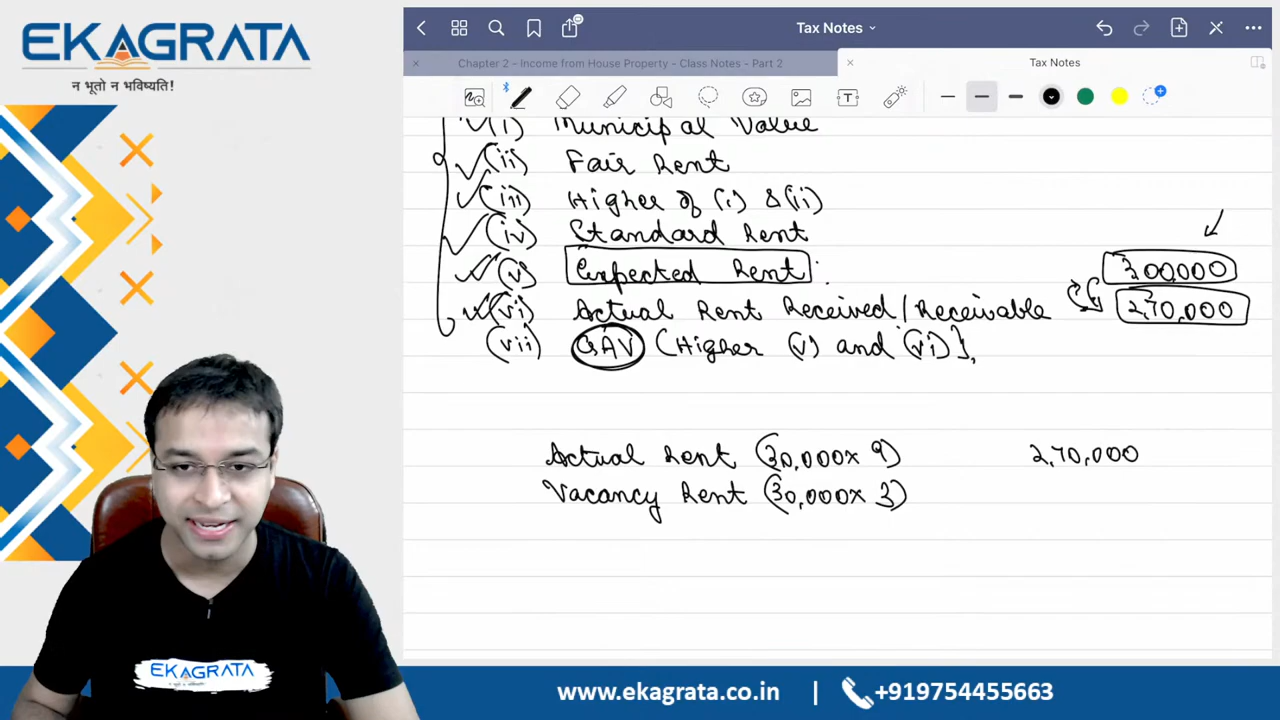 EKAGRATA
न भूतो न भविष्यति!
Tax Notes
Chapter 2 – Income from House Property - Class Notes - Part 2
Tax Notes
(i) Municipal Value
(ii) Fair Rent
(iii) Higher of (i) & (ii)
(iv) Standard Rent
(v) Expected Rent : 3,00,000
(vi) Actual Rent Received/Receivable 2,70,000
(vii) GAV (Higher (v) and (vi)},
Actual Rent (30,000x 9) 2,70,000
Vacancy Rent (30,000x 3)
EKAGRATA
www.ekagrata.co.in | +919754455663